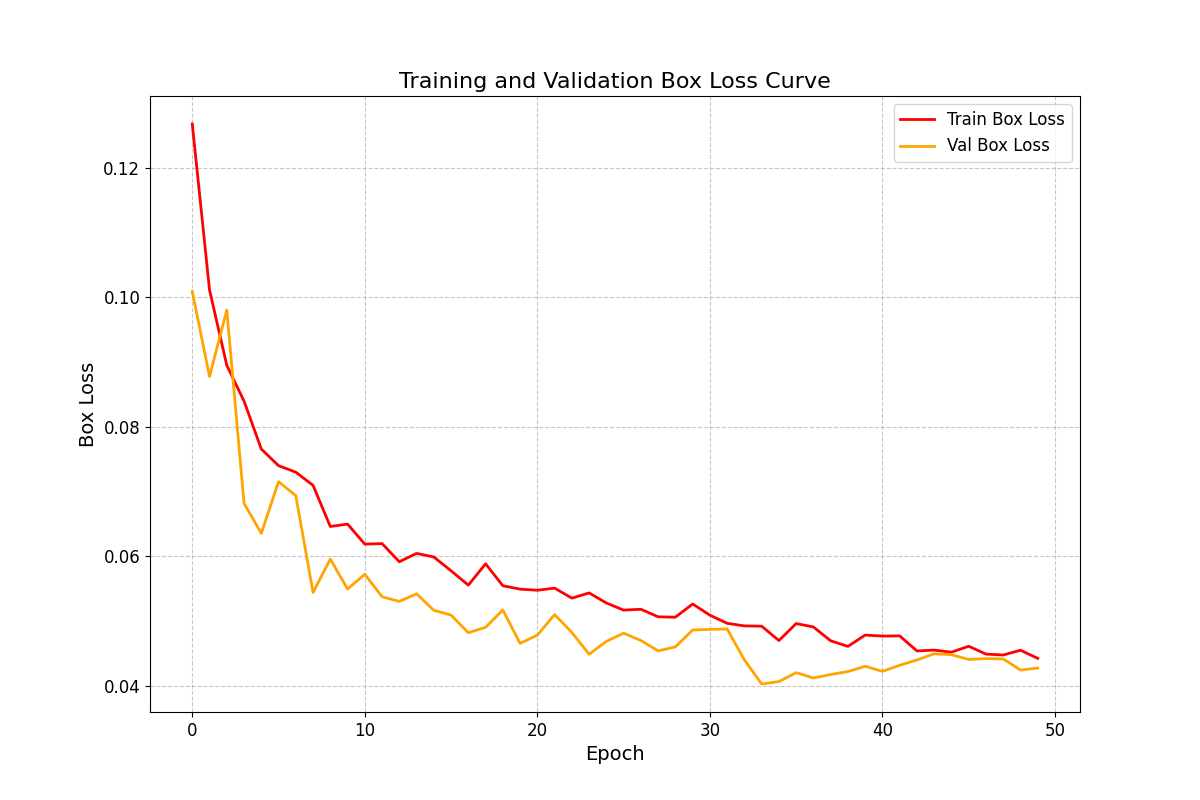 Training and Validation Box Loss Curve
Train Box Loss
Val Box Loss
Box Loss
0.12
0.10
0.08
0.06
0.04
0 10 20 30 40 50
Epoch